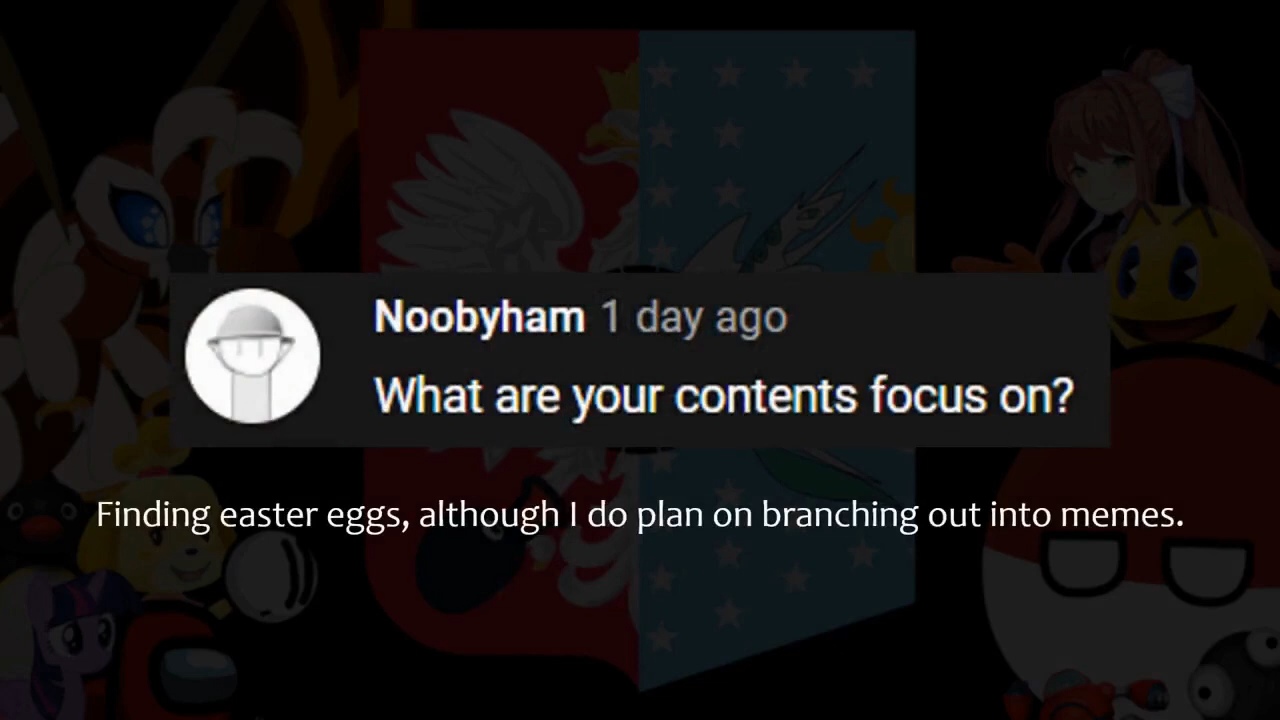 Noobyham 1 day ago
What are your contents focus on?
Finding easter eggs, although I do plan on branching out into memes.